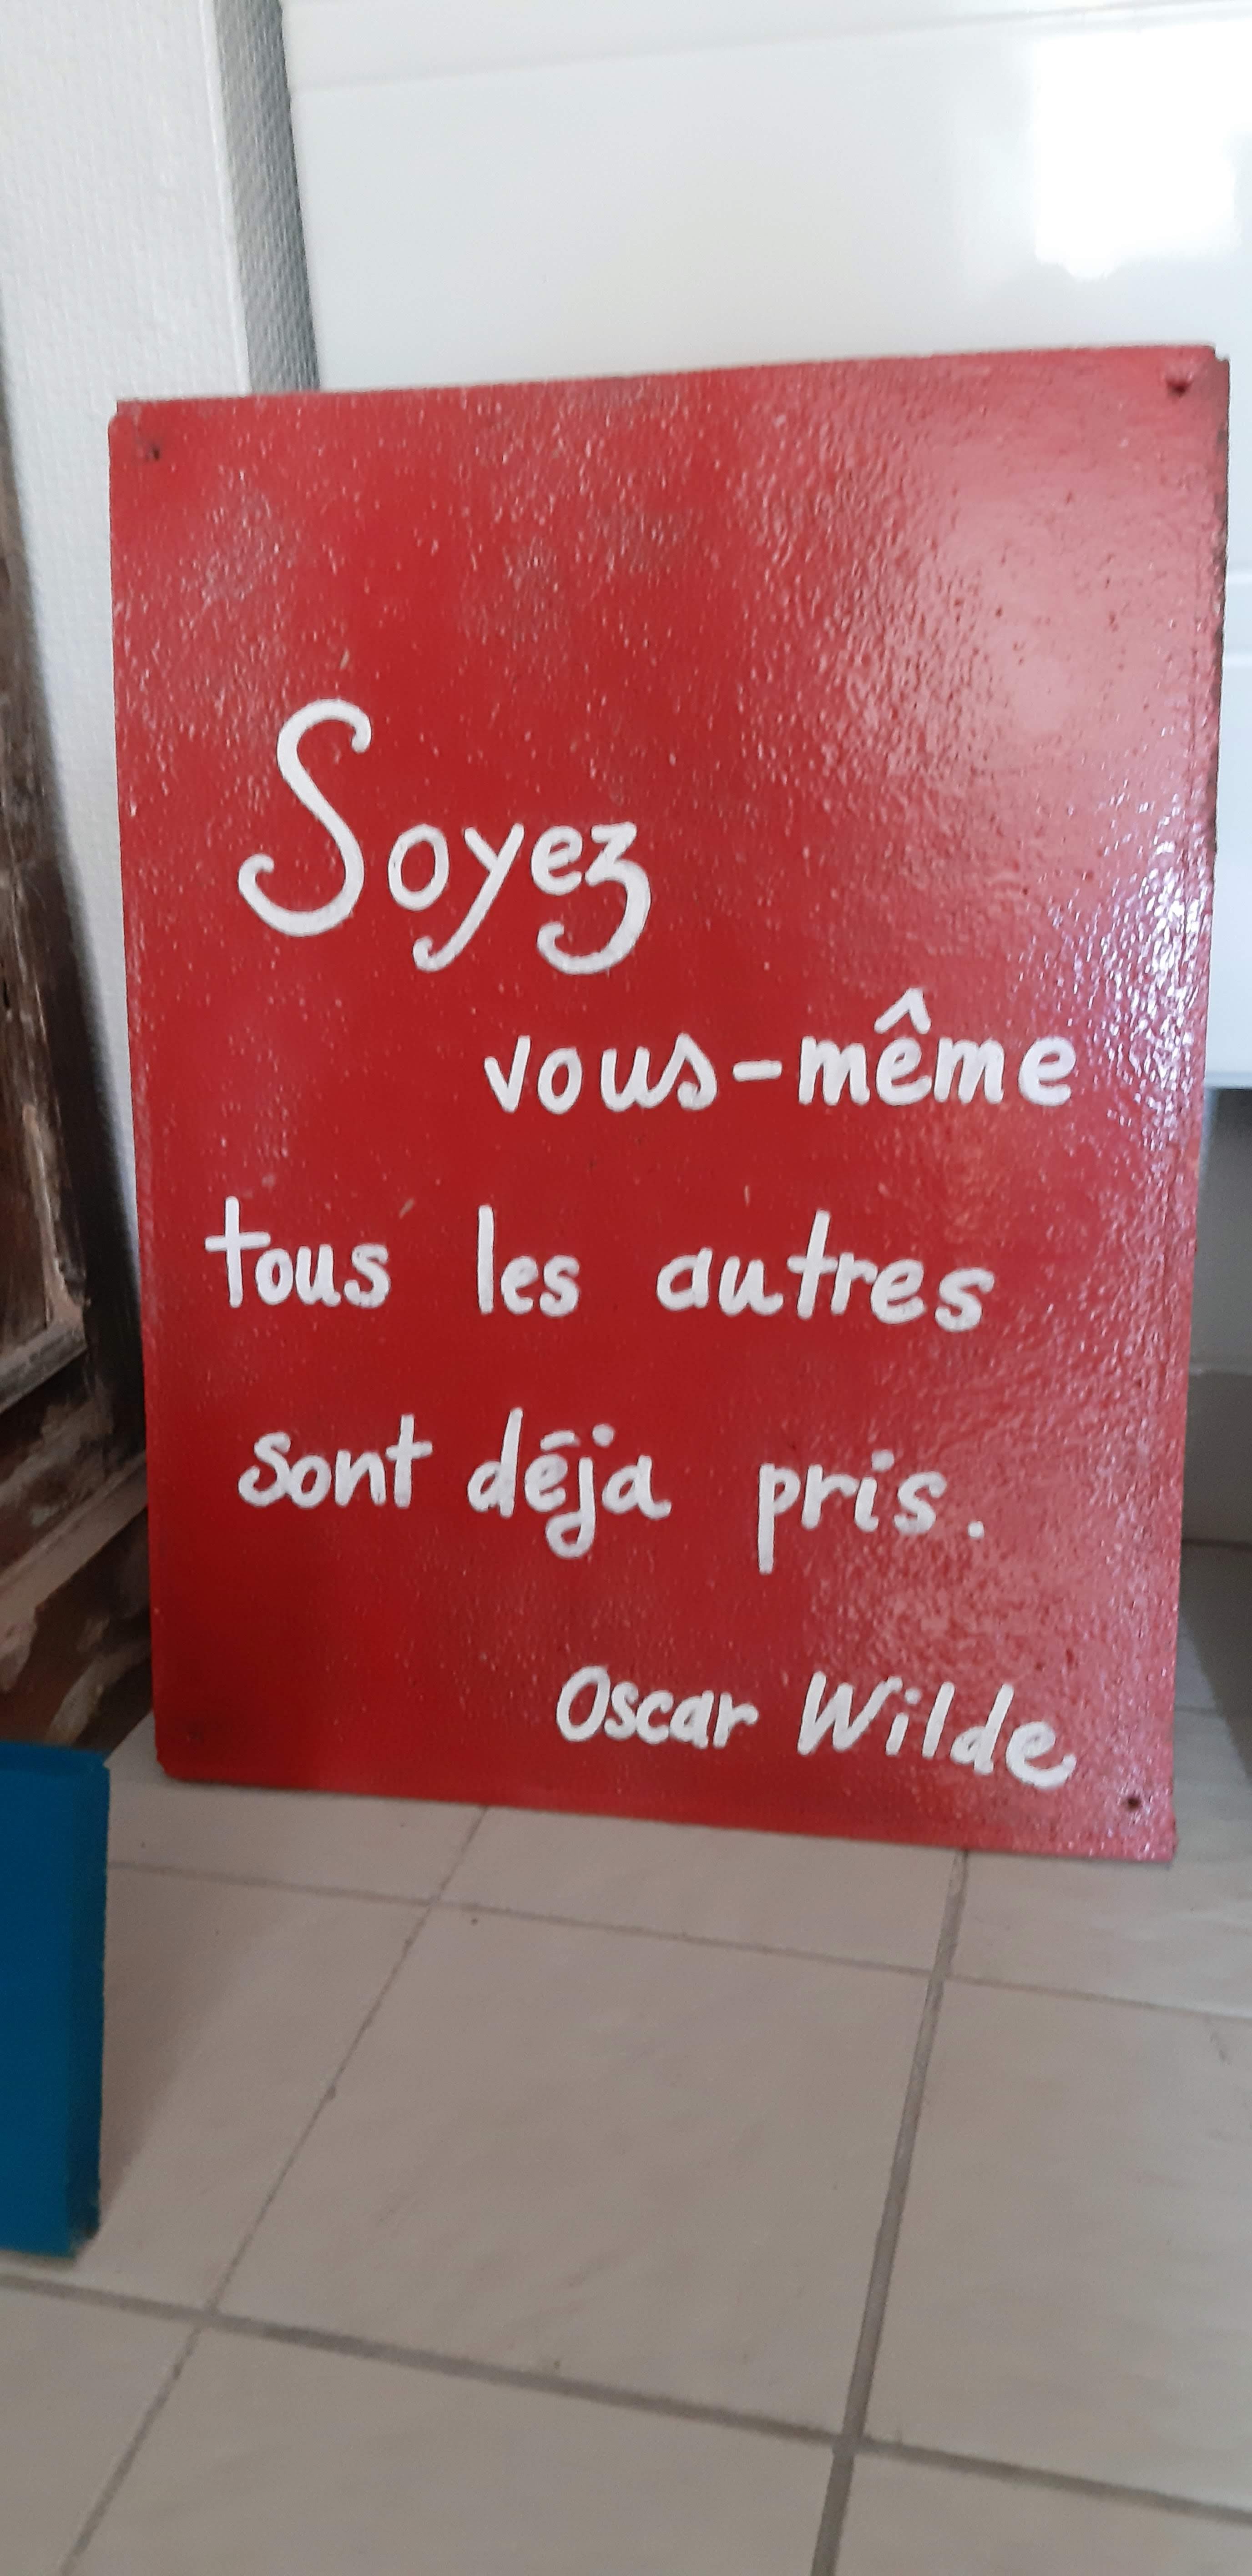 Soyez
vous-même
tous les autres
sont déja pris.
Oscar Wilde